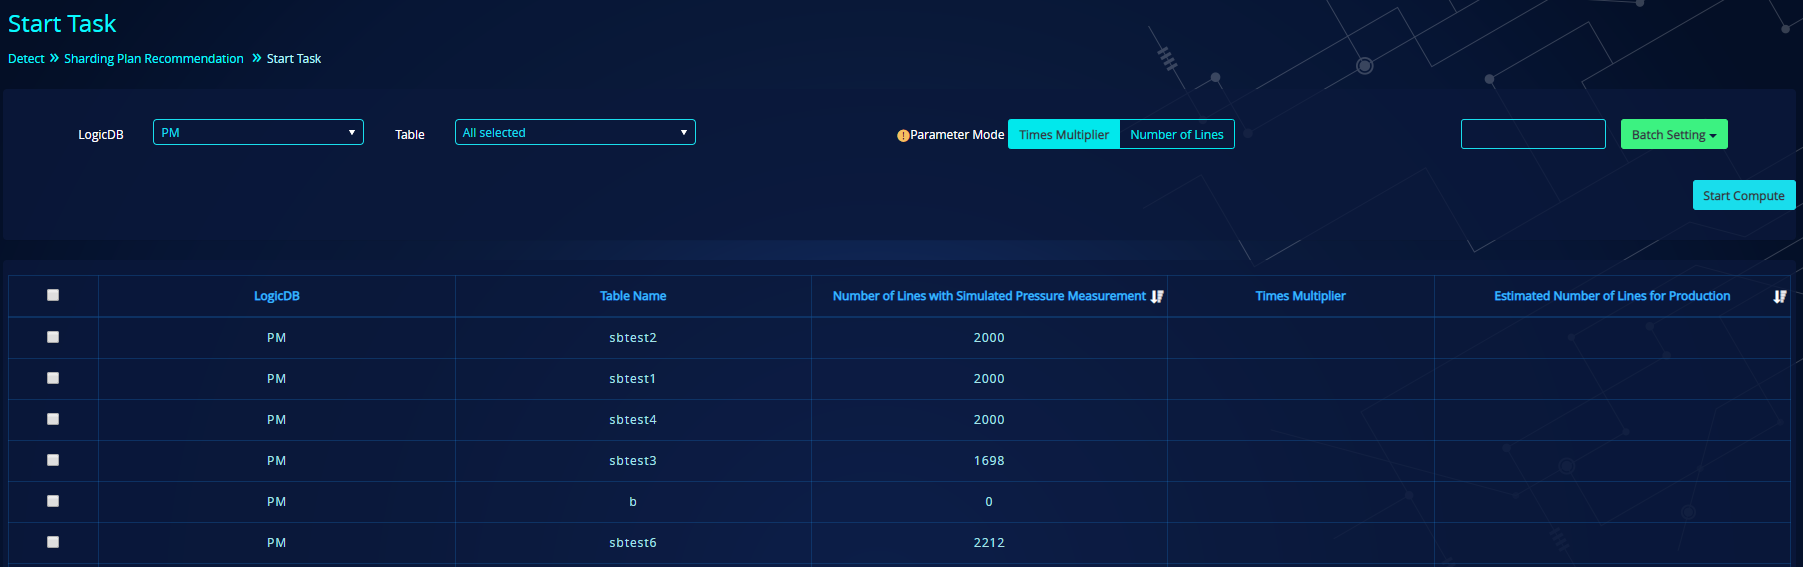 Start Task
Detect » Sharding Plan Recommendation » Start Task
LogicDB PM Table All selected Parameter Mode Times Multiplier Number of Lines Batch Setting
Start Compute
LogicDB Table Name Number of Lines with Simulated Pressure Measurement Times Multiplier Estimated Number of Lines for Production
PM sbtest2 2000
PM sbtest1 2000
PM sbtest4 2000
PM sbtest3 1698
PM b 0
PM sbtest6 2212